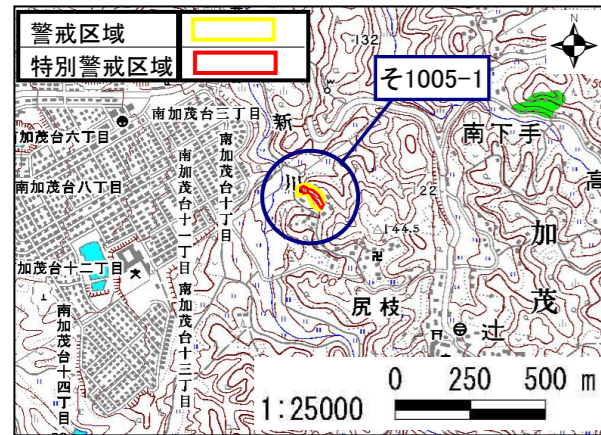 警戒区域
特別警戒区域
N
132
そ1005-1
南加茂台三丁目
新
南下手
南加茂台六丁目
川
高
南加茂台八丁目
南加茂台十丁目
南加茂台十一丁目
22
144.5
加
加茂台十二丁目
茂
尻枝
辻
南加茂台十三丁目
南加茂台十四丁目
0 250 500 m
1:25000